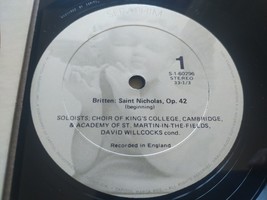 1
S-1-60296
STEREO
Britten: Saint Nicholas, Op. 42
(beginning)
SOLOISTS, CHOIR OF KING'S COLLEGE, CAMBRIDGE,
& ACADEMY OF ST. MARTIN-IN-THE-FIELDS,
DAVID WILLCOCKS cond.
Recorded in England